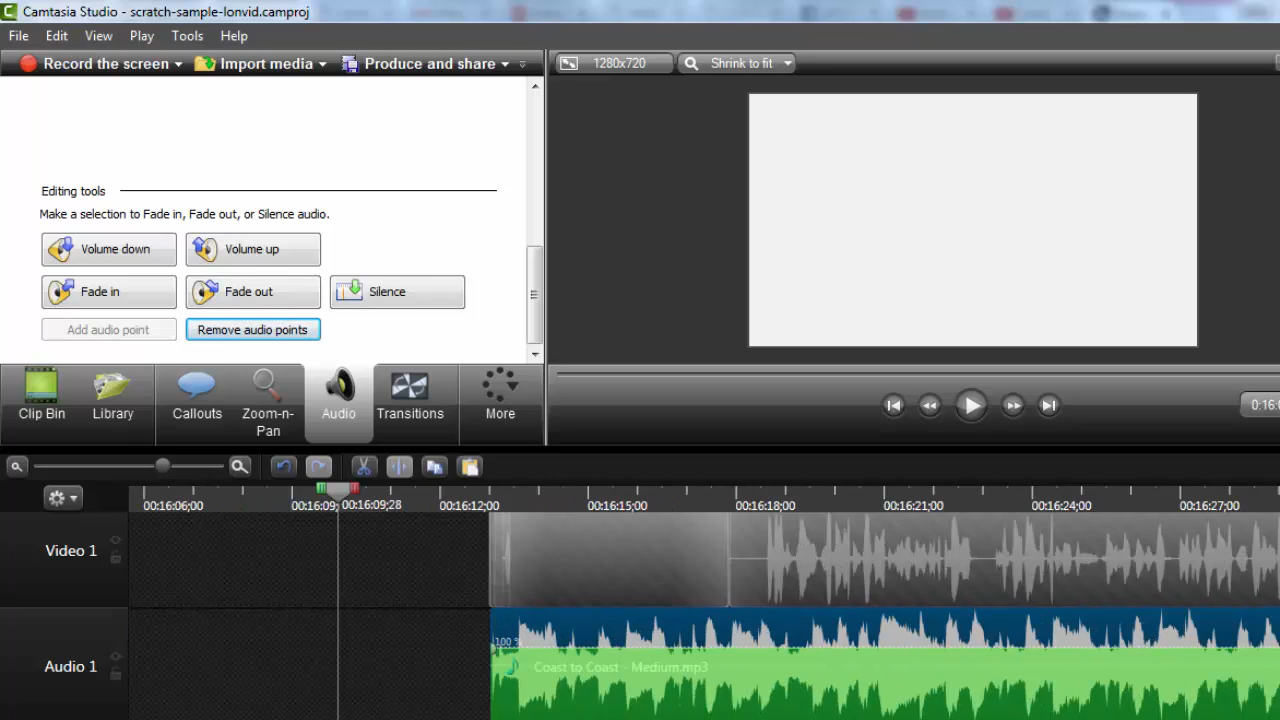 Camtasia Studio - scratch-sample-lonvid.camproj
File Edit View Play Tools Help
Record the screen Import media Produce and share 1280x720 Shrink to fit
Editing tools
Make a selection to Fade in, Fade out, or Silence audio.
Volume down Volume up
Fade in Fade out Silence
Add audio point Remove audio points
Clip Bin Library Callouts Zoom-n-Pan Audio Transitions More
0:16:0
00:16:06;00 00:16:09; 00:16:09;28 00:16:12;00 00:16:15;00 00:16:18;00 00:16:21;00 00:16:24;00 00:16:27;00
Video 1
100 %
Audio 1 Coast to Coast - Medium.mp3